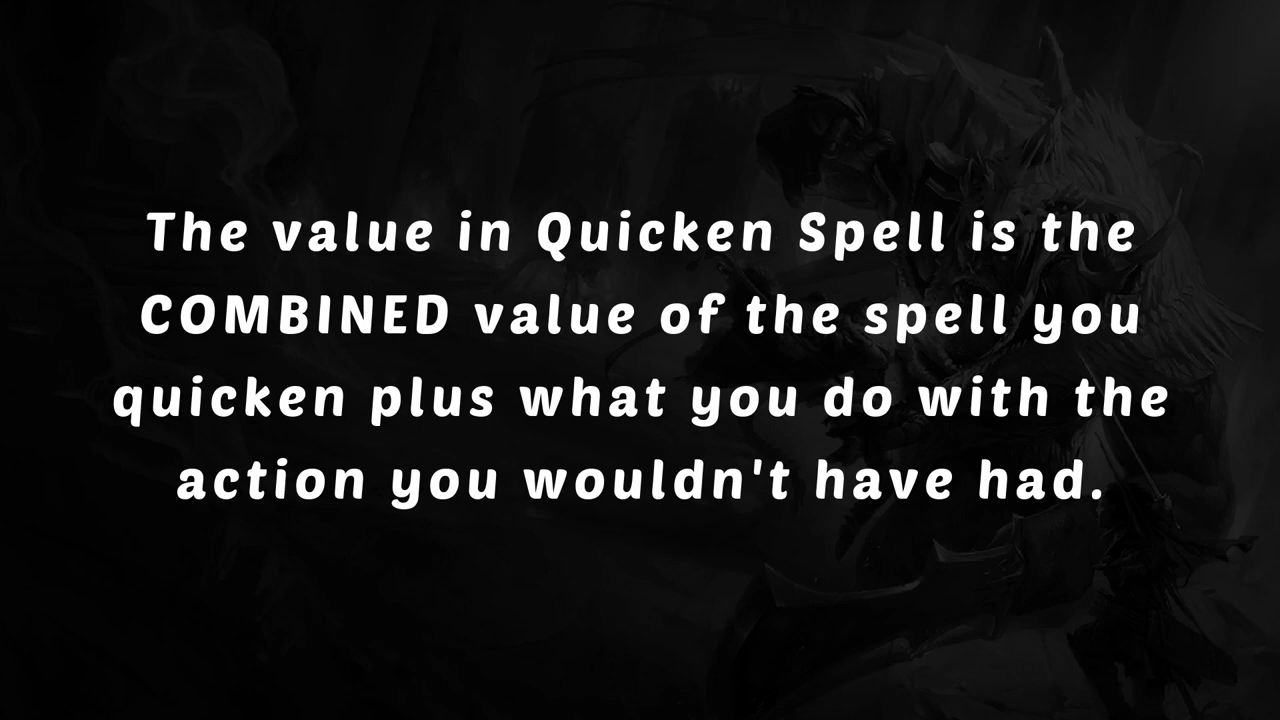 The value in Quicken Spell is the
COMBINED value of the spell you
quicken plus what you do with the
action you wouldn't have had.